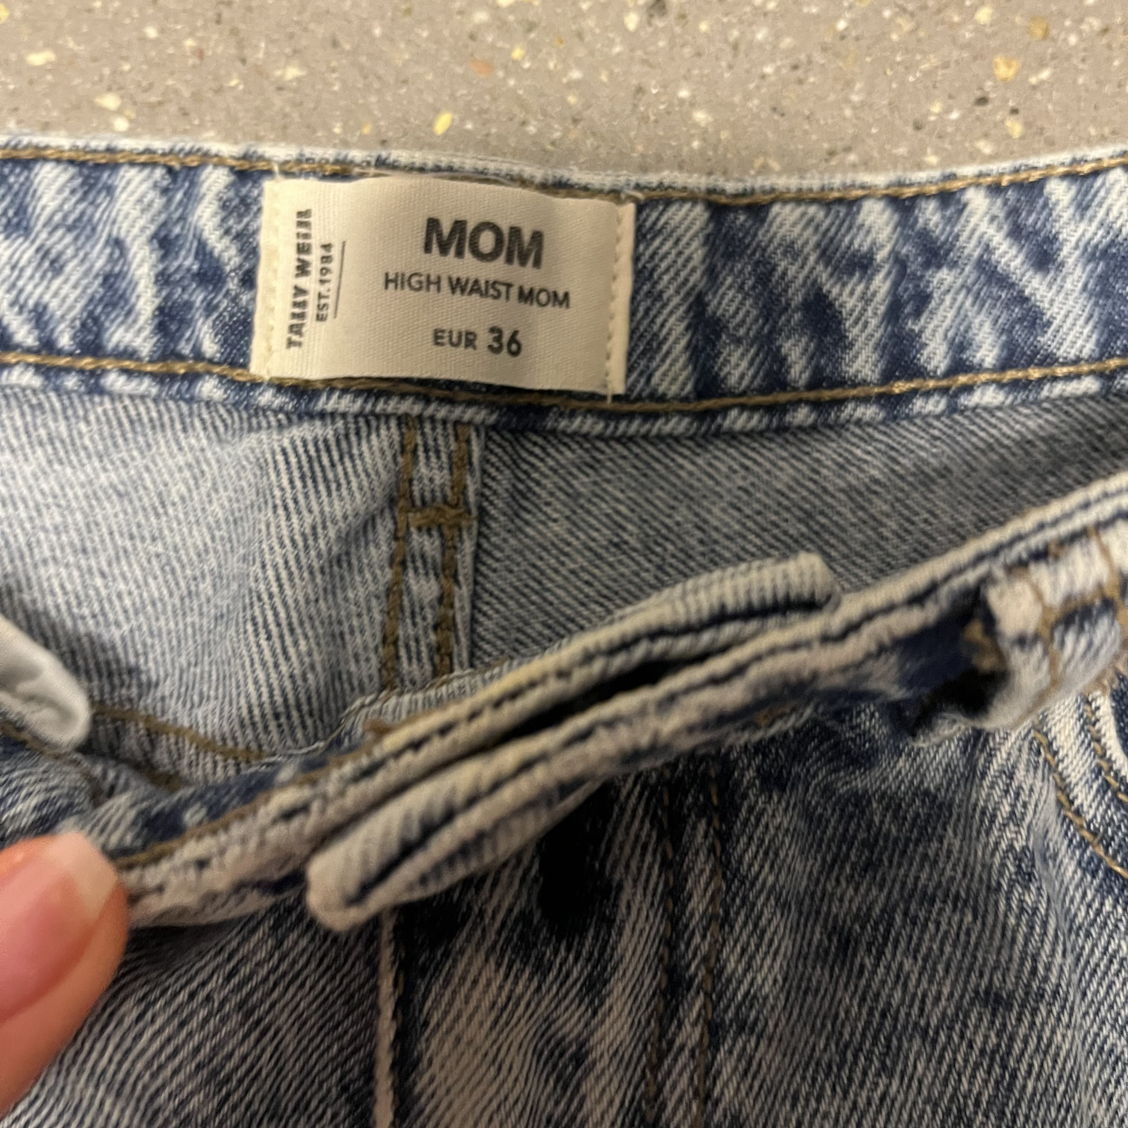 TALLY WEiJL
EST.1984
MOM
HIGH WAIST MOM
EUR 36